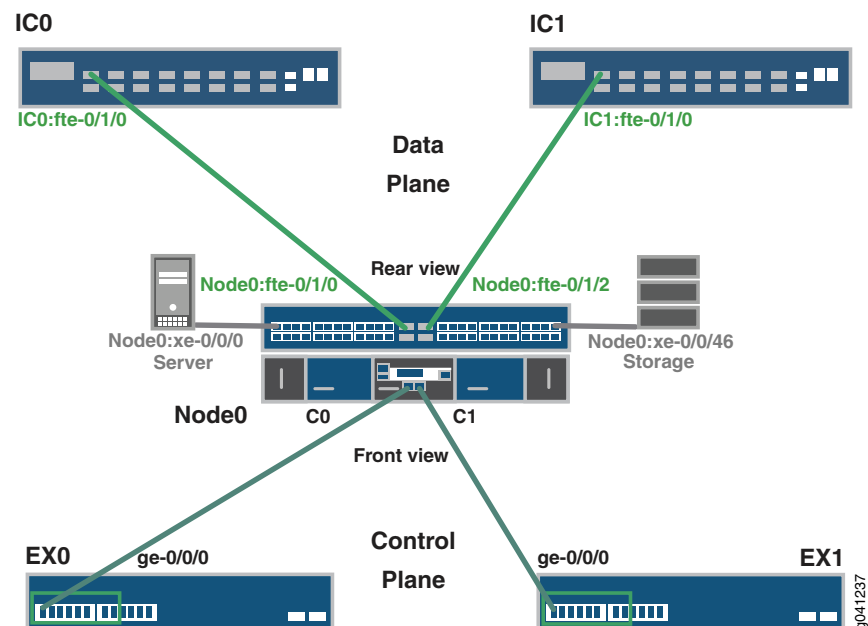 IC0
IC1
IC0:fte-0/1/0
IC1:fte-0/1/0
Data
Plane
Rear view
Node0:fte-0/1/0
Node0:fte-0/1/2
Node0:xe-0/0/0
Server
Node0:xe-0/0/46
Storage
Node0
C0
C1
Front view
Control
Plane
EX0
ge-0/0/0
ge-0/0/0
EX1
g041237